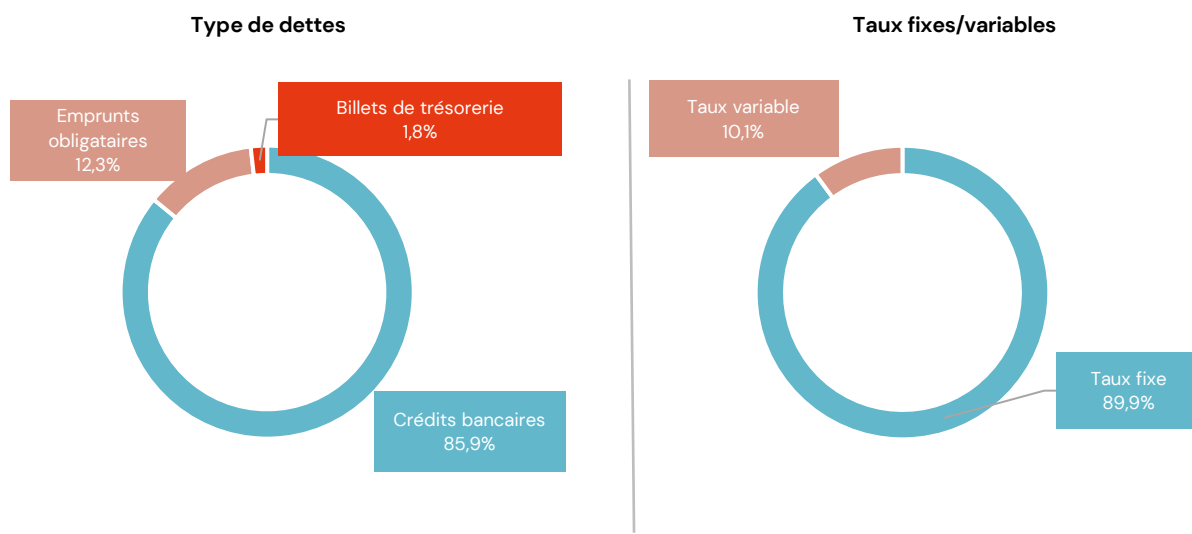 Type de dettes
Emprunts
obligataires
12,3%
Billets de trésorerie
1,8%
Crédits bancaires
85,9%
Taux fixes/variables
Taux variable
10,1%
Taux fixe
89,9%